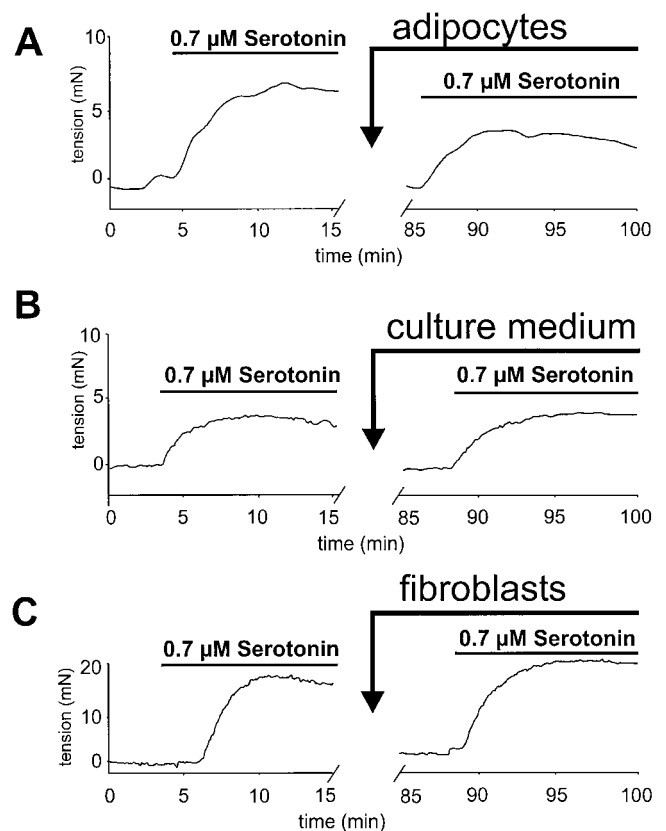 A
adipocytes
0.7 µM Serotonin
0.7 µM Serotonin
tension (mN)
10
5
0
0 5 10 15 85 90 95 100
time (min)
B
culture medium
0.7 µM Serotonin
0.7 µM Serotonin
tension (mN)
10
5
0
0 5 10 15 85 90 95 100
time (min)
C
fibroblasts
0.7 µM Serotonin
0.7 µM Serotonin
tension (mN)
20
10
0
0 5 10 15 85 90 95 100
time (min)